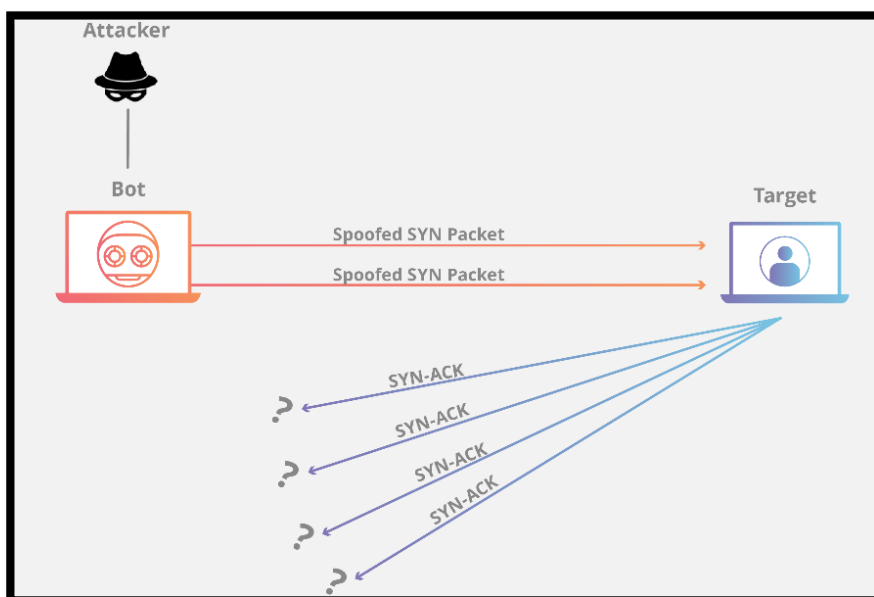 Attacker
Bot
Target
Spoofed SYN Packet
Spoofed SYN Packet
SYN-ACK
?
SYN-ACK
?
SYN-ACK
?
SYN-ACK
?